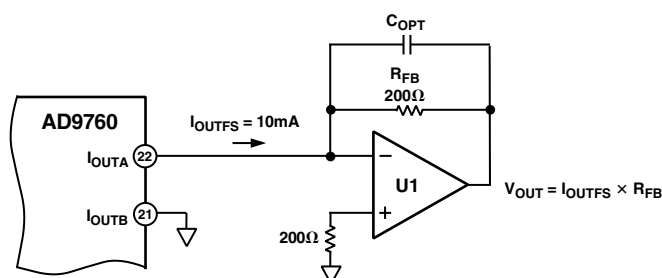 C_OPT
R_FB
200Ω
AD9760
I_OUTFS = 10mA
I_OUTA
22
−
U1
V_OUT = I_OUTFS × R_FB
I_OUTB
21
+
200Ω